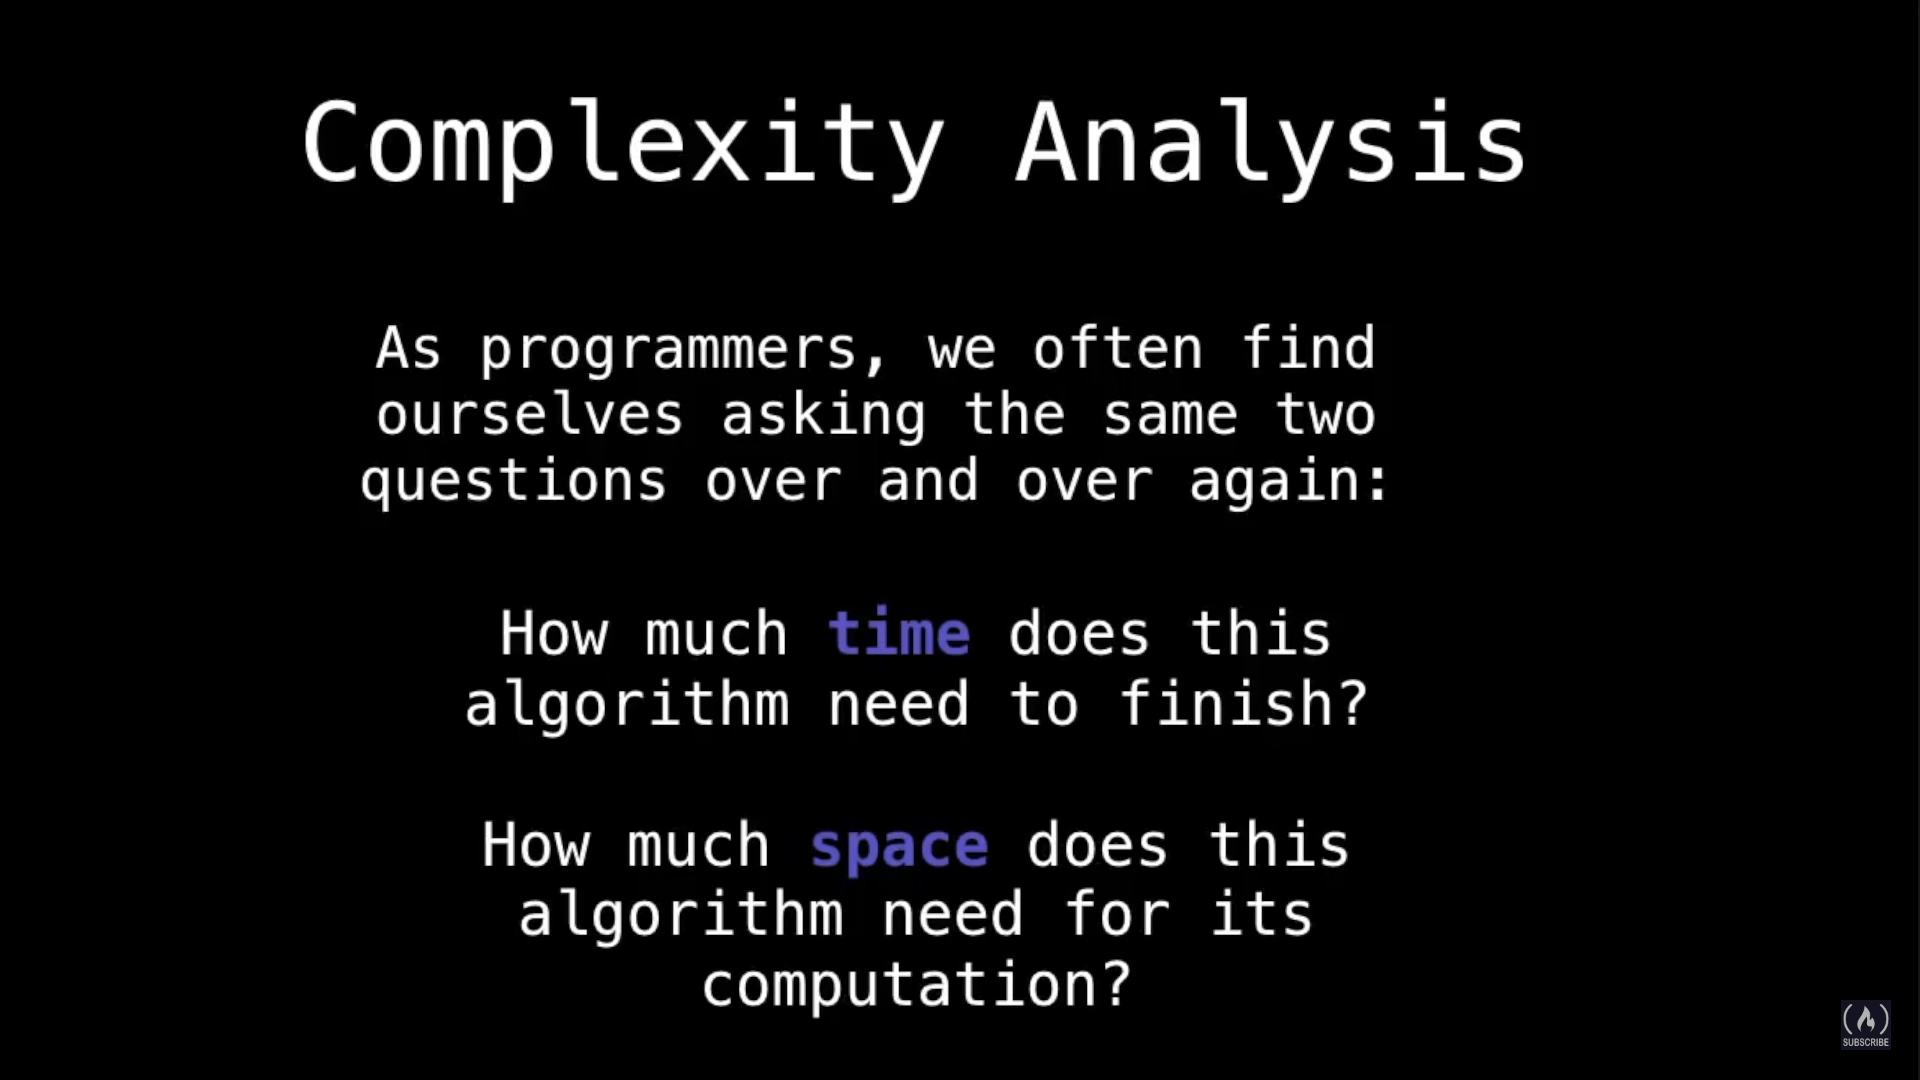 Complexity Analysis
As programmers, we often find
ourselves asking the same two
questions over and over again:
How much time does this
algorithm need to finish?
How much space does this
algorithm need for its
computation?
SUBSCRIBE